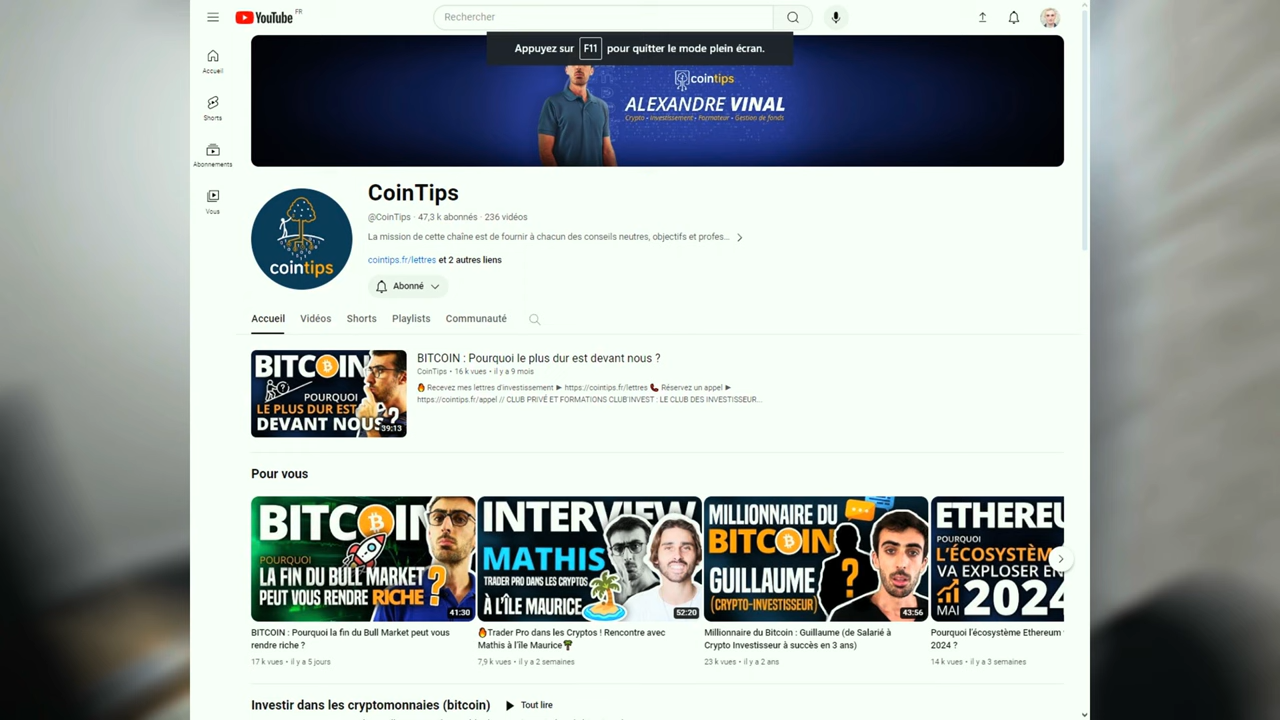 YouTube FR
Rechercher
Appuyez sur F11 pour quitter le mode plein écran.
Accueil
Shorts
Abonnements
Vous
cointips
ALEXANDRE VINAL
Crypto • Investissement • Formateur • Gestion de fonds
cointips
CoinTips
@CoinTips · 47,3 k abonnés · 236 vidéos
La mission de cette chaîne est de fournir à chacun des conseils neutres, objectifs et profes...
cointips.fr/lettres et 2 autres liens
Abonné
Accueil Vidéos Shorts Playlists Communauté
BITCOIN
POURQUOI
LE PLUS DUR EST
DEVANT NOUS ?
39:13
BITCOIN : Pourquoi le plus dur est devant nous ?
CoinTips • 16 k vues • il y a 9 mois
🔥 Recevez mes lettres d'investissement ► https://cointips.fr/lettres 📞 Réservez un appel ►
https://cointips.fr/appel // CLUB PRIVÉ ET FORMATIONS CLUB'INVEST : LE CLUB DES INVESTISSEUR...
Pour vous
BITCOIN
POURQUOI
LA FIN DU BULL MARKET
PEUT VOUS RENDRE RICHE ?
41:30
BITCOIN : Pourquoi la fin du Bull Market peut vous
rendre riche ?
17 k vues • il y a 5 jours
INTERVIEW
MATHIS
TRADER PRO DANS LES CRYPTOS
À L'ÎLE MAURICE
52:20
🔥Trader Pro dans les Cryptos ! Rencontre avec
Mathis à l'île Maurice🌴
7,9 k vues • il y a 2 semaines
MILLIONNAIRE DU
BITCOIN
GUILLAUME
(CRYPTO-INVESTISSEUR)
?
43:56
Millionnaire du Bitcoin : Guillaume (de Salarié à
Crypto Investisseur à succès en 3 ans)
23 k vues • il y a 2 ans
ETHEREU
POURQUOI
L'ÉCOSYSTÈM
VA EXPLOSER EN
MAI 2024
Pourquoi l'écosystème Ethereum
2024 ?
14 k vues • il y a 3 semaines
Investir dans les cryptomonnaies (bitcoin) ► Tout lire